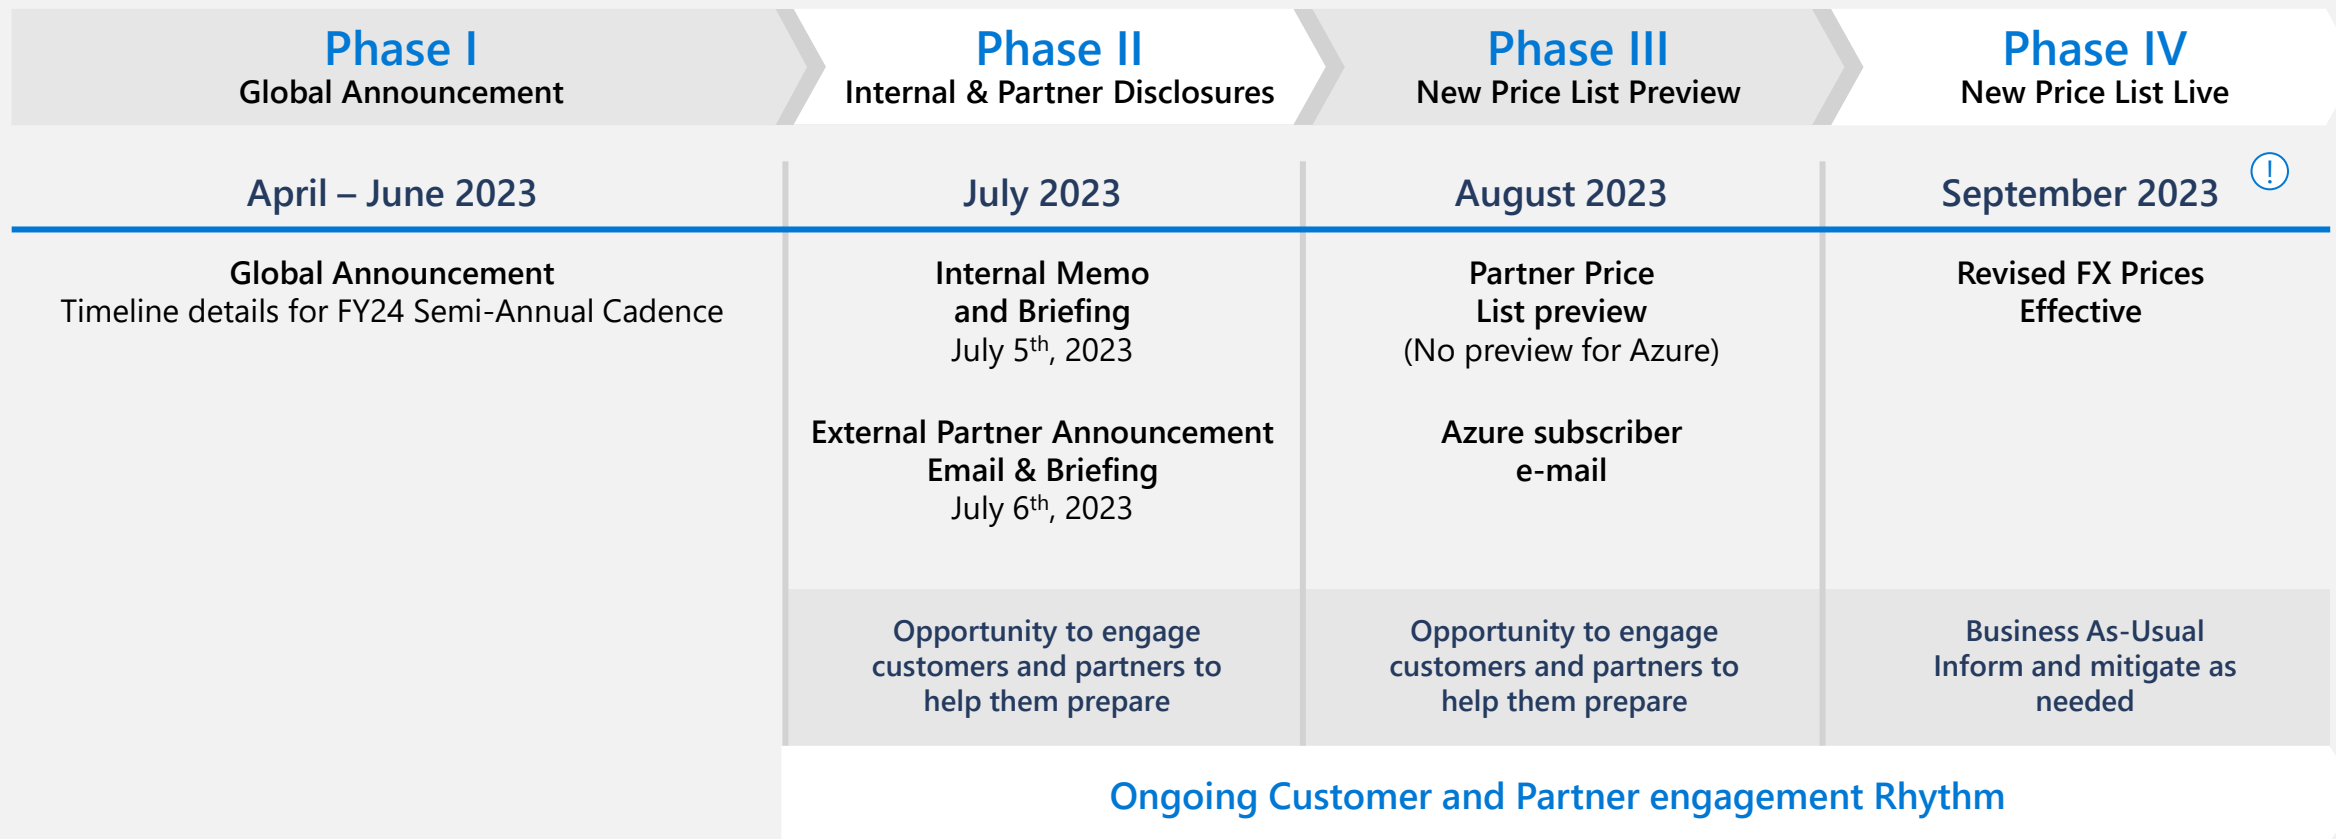 Phase I
Global Announcement
Phase II
Internal & Partner Disclosures
Phase III
New Price List Preview
Phase IV
New Price List Live
April – June 2023
July 2023
August 2023
September 2023
!
Global Announcement
Timeline details for FY24 Semi-Annual Cadence
Internal Memo
and Briefing
July 5th, 2023
External Partner Announcement
Email & Briefing
July 6th, 2023
Partner Price
List preview
(No preview for Azure)
Azure subscriber
e-mail
Revised FX Prices
Effective
Opportunity to engage
customers and partners to
help them prepare
Opportunity to engage
customers and partners to
help them prepare
Business As-Usual
Inform and mitigate as
needed
Ongoing Customer and Partner engagement Rhythm